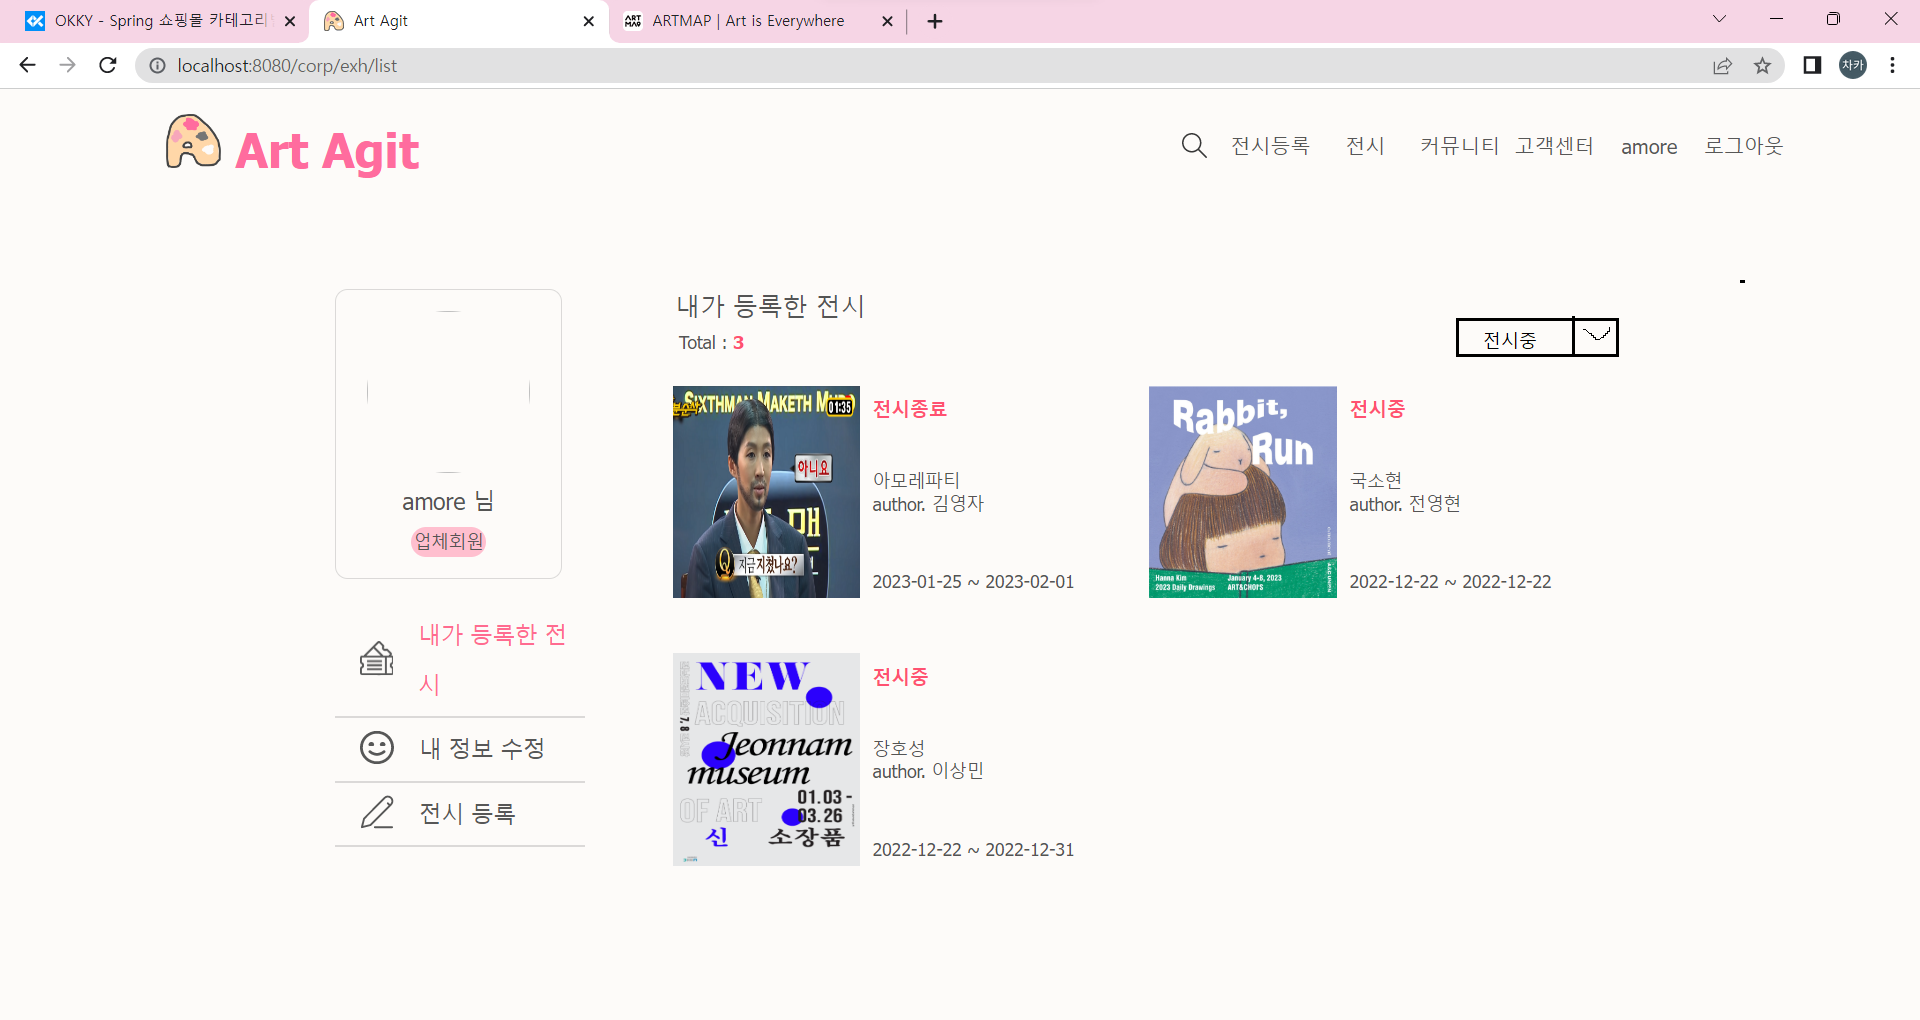 OKKY - Spring 쇼핑몰 카테고리
Art Agit
ARTMAP | Art is Everywhere
localhost:8080/corp/exh/list
차카
Art Agit
전시등록
전시
커뮤니티
고객센터
amore
로그아웃
amore 님
업체회원
내가 등록한 전
시
내 정보 수정
전시 등록
내가 등록한 전시
Total : 3
전시중
SIXTHMAN MAKETH
01:35
아니요
지금 지쳤나요?
전시종료
아모레파티
author. 김영자
2023-01-25 ~ 2023-02-01
Rabbit,
Run
Hanna Kim
2023 Daily Drawings
January 4-8, 2023
ART&CHOPS
전시중
국소현
author. 전영현
2022-12-22 ~ 2022-12-22
NEW
ACQUISITION
Jeonnam
museum
OF ART
01.03 -
03.26
신 소장품
전시중
장호성
author. 이상민
2022-12-22 ~ 2022-12-31